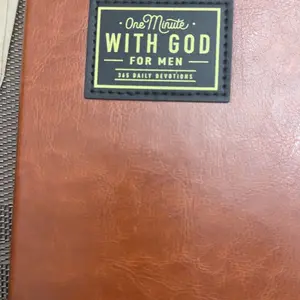 One Minute
WITH GOD
FOR MEN
365 DAILY DEVOTIONS